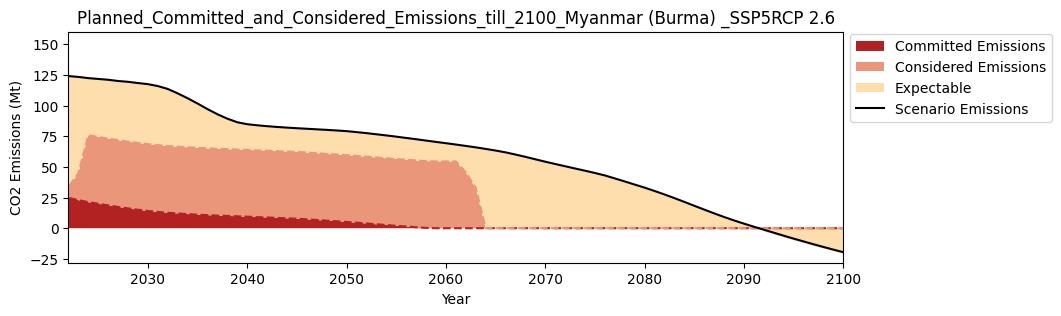 Planned_Committed_and_Considered_Emissions_till_2100_Myanmar (Burma) _SSP5RCP 2.6
CO2 Emissions (Mt)
150
125
100
75
50
25
0
−25
2030 2040 2050 2060 2070 2080 2090 2100
Year
Committed Emissions
Considered Emissions
Expectable
Scenario Emissions